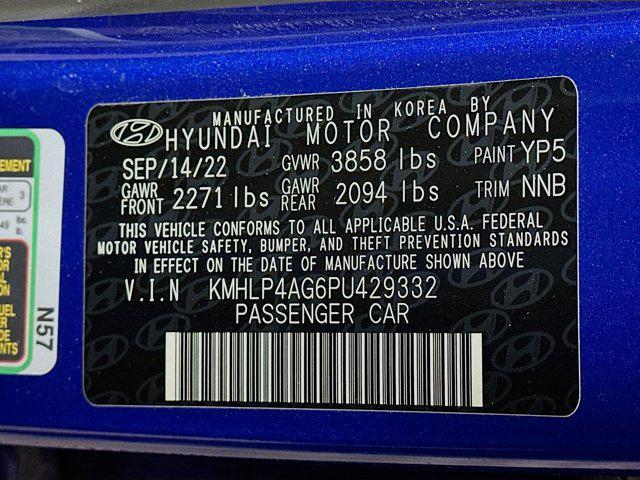 MANUFACTURED IN KOREA BY
HYUNDAI MOTOR COMPANY
SEP/14/22 GVWR 3858 lbs PAINT YP5
GAWR FRONT 2271 lbs GAWR REAR 2094 lbs TRIM NNB
THIS VEHICLE CONFORMS TO ALL APPLICABLE U.S.A. FEDERAL
MOTOR VEHICLE SAFETY, BUMPER, AND THEFT PREVENTION STANDARDS
IN EFFECT ON THE DATE OF MANUFACTURE SHOWN ABOVE
V.I.N KMHLP4AG6PU429332
PASSENGER CAR
3
N57